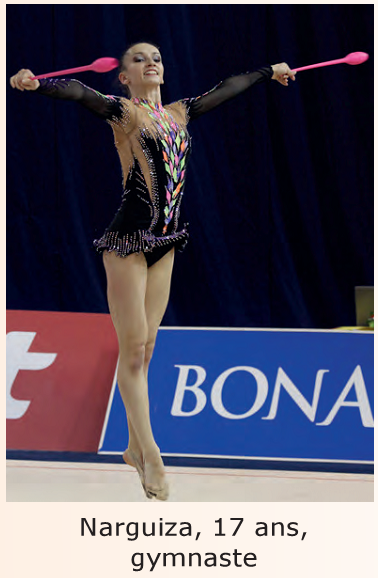 t
BONA
Narguiza, 17 ans,
gymnaste